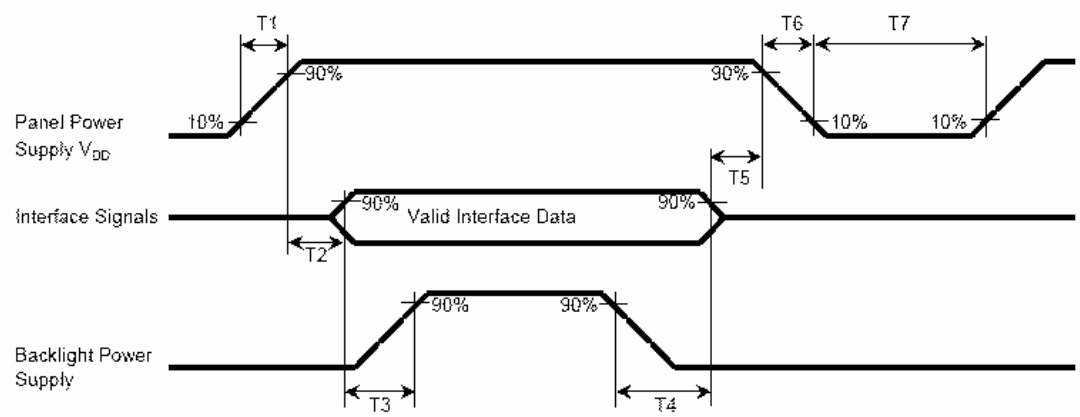 T1
T6
T7
90%
90%
10%
10%
10%
Panel Power
Supply VDD
T5
Interface Signals
90%
Valid Interface Data
90%
T2
90%
90%
Backlight Power
Supply
T3
T4